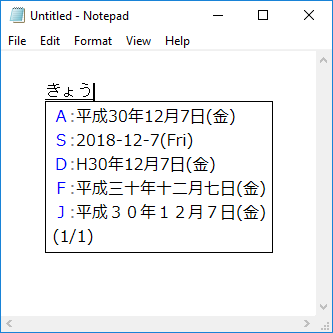 Untitled - Notepad
File Edit Format View Help
きょう
Ａ:平成30年12月7日(金)
Ｓ:2018-12-7(Fri)
Ｄ:H30年12月7日(金)
Ｆ:平成三十年十二月七日(金)
Ｊ:平成３０年１２月７日(金)
(1/1)